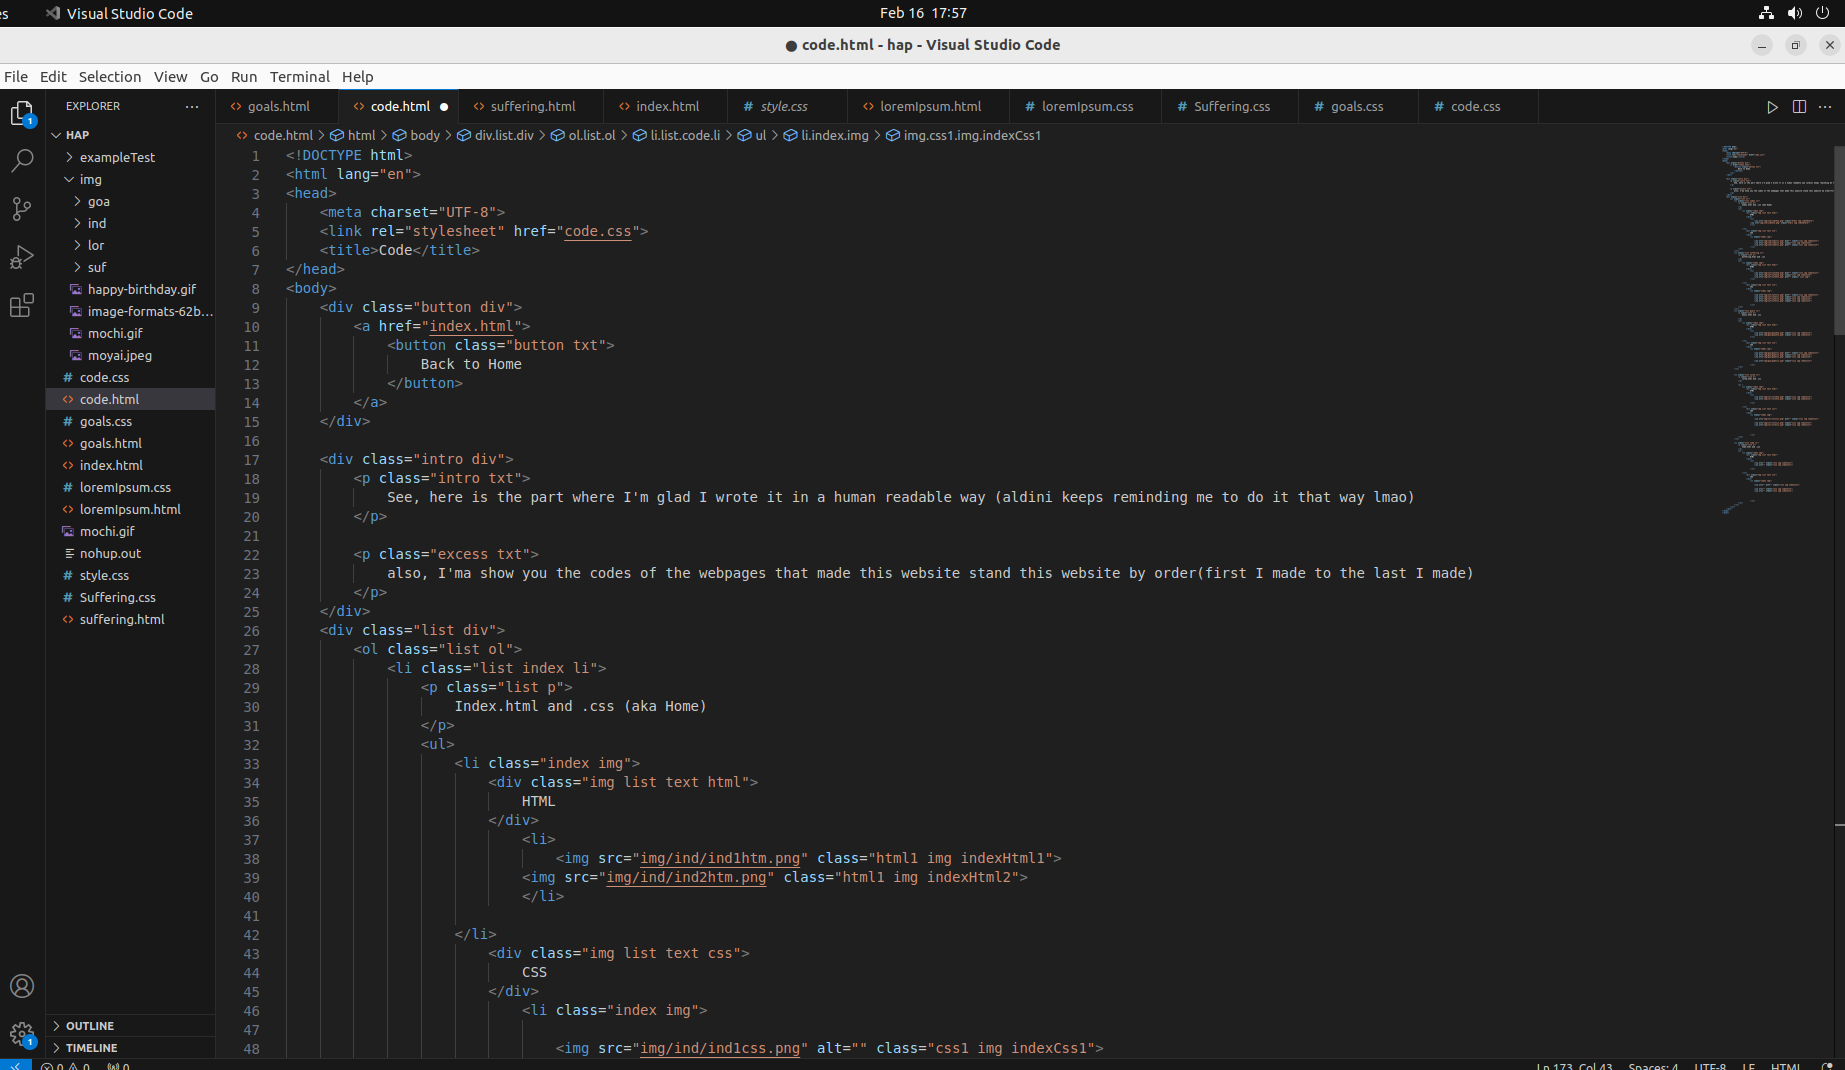 es Visual Studio Code Feb 16 17:57
● code.html - hap - Visual Studio Code
File Edit Selection View Go Run Terminal Help
EXPLORER ...
goals.html code.html suffering.html index.html style.css loremIpsum.html loremIpsum.css Suffering.css goals.css code.css
code.html > html > body > div.list.div > ol.list.ol > li.list.code.li > ul > li.index.img > img.css1.img.indexCss1
HAP
exampleTest
img
goa
ind
lor
suf
happy-birthday.gif
image-formats-62b...
mochi.gif
moyai.jpeg
code.css
code.html
goals.css
goals.html
index.html
loremIpsum.css
loremIpsum.html
mochi.gif
nohup.out
style.css
Suffering.css
suffering.html
OUTLINE
TIMELINE
1
1
1 <!DOCTYPE html>
2 <html lang="en">
3 <head>
4 <meta charset="UTF-8">
5 <link rel="stylesheet" href="code.css">
6 <title>Code</title>
7 </head>
8 <body>
9 <div class="button div">
10 <a href="index.html">
11 <button class="button txt">
12 Back to Home
13 </button>
14 </a>
15 </div>
16
17 <div class="intro div">
18 <p class="intro txt">
19 See, here is the part where I'm glad I wrote it in a human readable way (aldini keeps reminding me to do it that way lmao)
20 </p>
21
22 <p class="excess txt">
23 also, I'ma show you the codes of the webpages that made this website stand this website by order(first I made to the last I made)
24 </p>
25 </div>
26 <div class="list div">
27 <ol class="list ol">
28 <li class="list index li">
29 <p class="list p">
30 Index.html and .css (aka Home)
31 </p>
32 <ul>
33 <li class="index img">
34 <div class="img list text html">
35 HTML
36 </div>
37 <li>
38 <img src="img/ind/ind1htm.png" class="html1 img indexHtml1">
39 <img src="img/ind/ind2htm.png" class="html1 img indexHtml2">
40 </li>
41
42 </li>
43 <div class="img list text css">
44 CSS
45 </div>
46 <li class="index img">
47
48 <img src="img/ind/ind1css.png" alt="" class="css1 img indexCss1">
0 0 0 Ln 173, Col 43 Spaces: 4 UTF-8 LF HTML